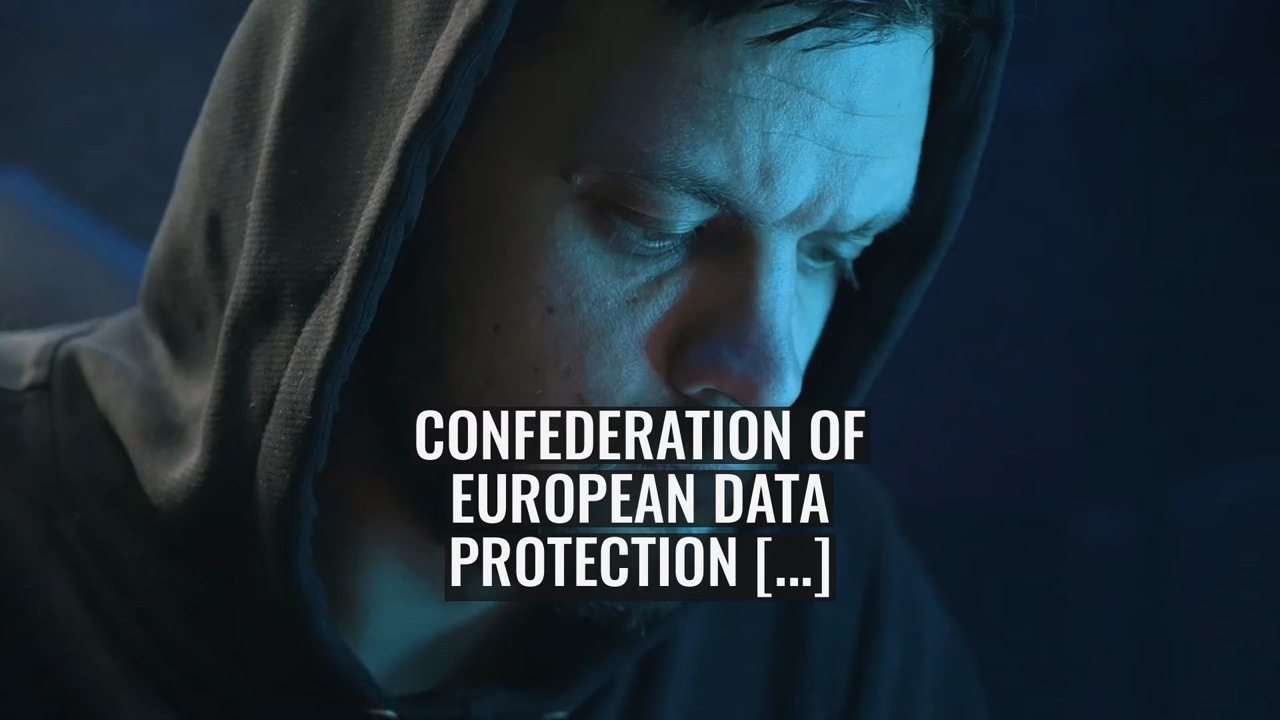 CONFEDERATION OF
EUROPEAN DATA
PROTECTION [...]